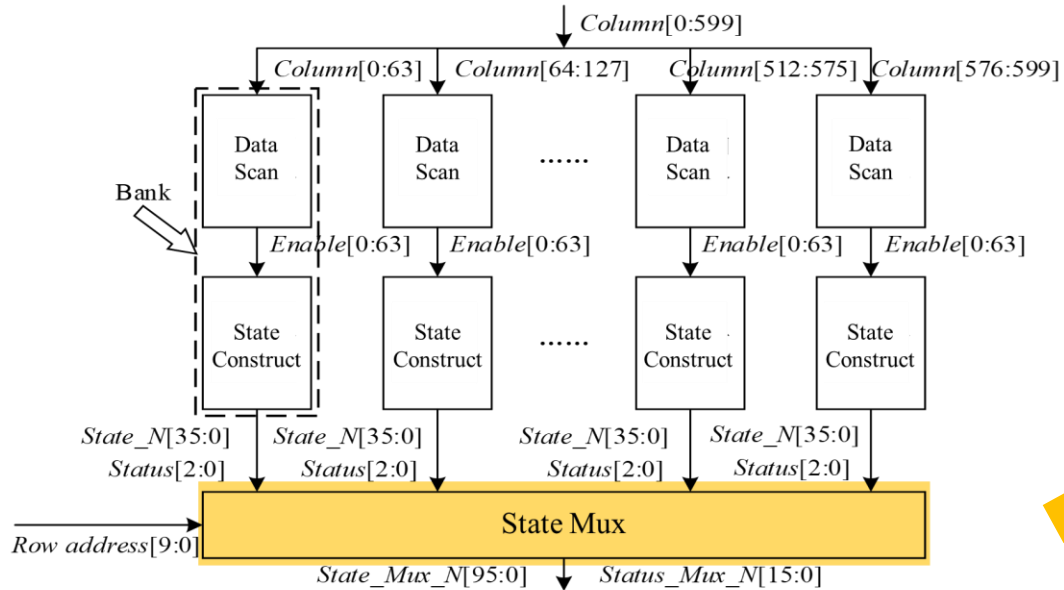 Column[0:599]
Column[0:63] Column[64:127] Column[512:575] Column[576:599]
Data Scan
Data Scan
......
Data Scan
Data Scan
Bank
Enable[0:63] Enable[0:63] Enable[0:63] Enable[0:63]
State Construct
State Construct
......
State Construct
State Construct
State_N[35:0] State_N[35:0] State_N[35:0] State_N[35:0]
Status[2:0] Status[2:0] Status[2:0] Status[2:0]
State Mux
Row address[9:0]
State_Mux_N[95:0] Status_Mux_N[15:0]